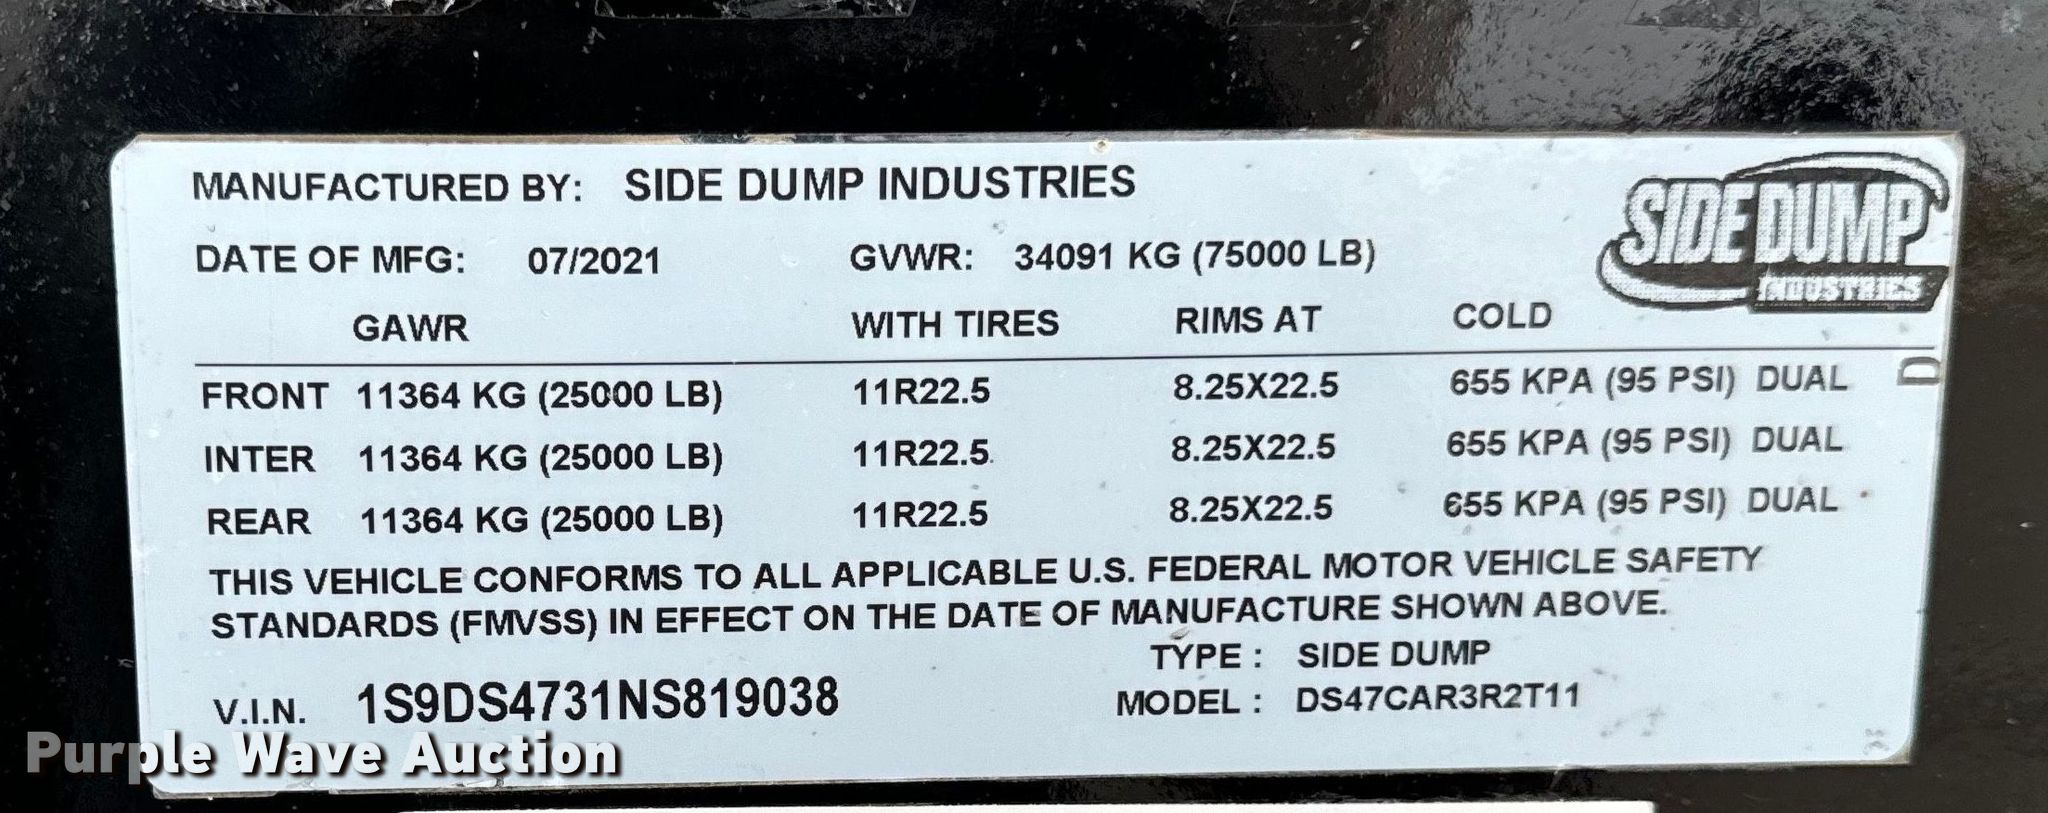 MANUFACTURED BY: SIDE DUMP INDUSTRIES
SIDE DUMP
INDUSTRIES
DATE OF MFG: 07/2021 GVWR: 34091 KG (75000 LB)
GAWR WITH TIRES RIMS AT COLD
FRONT 11364 KG (25000 LB) 11R22.5 8.25X22.5 655 KPA (95 PSI) DUAL
D
INTER 11364 KG (25000 LB) 11R22.5 8.25X22.5 655 KPA (95 PSI) DUAL
REAR 11364 KG (25000 LB) 11R22.5 8.25X22.5 655 KPA (95 PSI) DUAL
THIS VEHICLE CONFORMS TO ALL APPLICABLE U.S. FEDERAL MOTOR VEHICLE SAFETY
STANDARDS (FMVSS) IN EFFECT ON THE DATE OF MANUFACTURE SHOWN ABOVE.
TYPE : SIDE DUMP
V.I.N. 1S9DS4731NS819038 MODEL : DS47CAR3R2T11
Purple Wave Auction